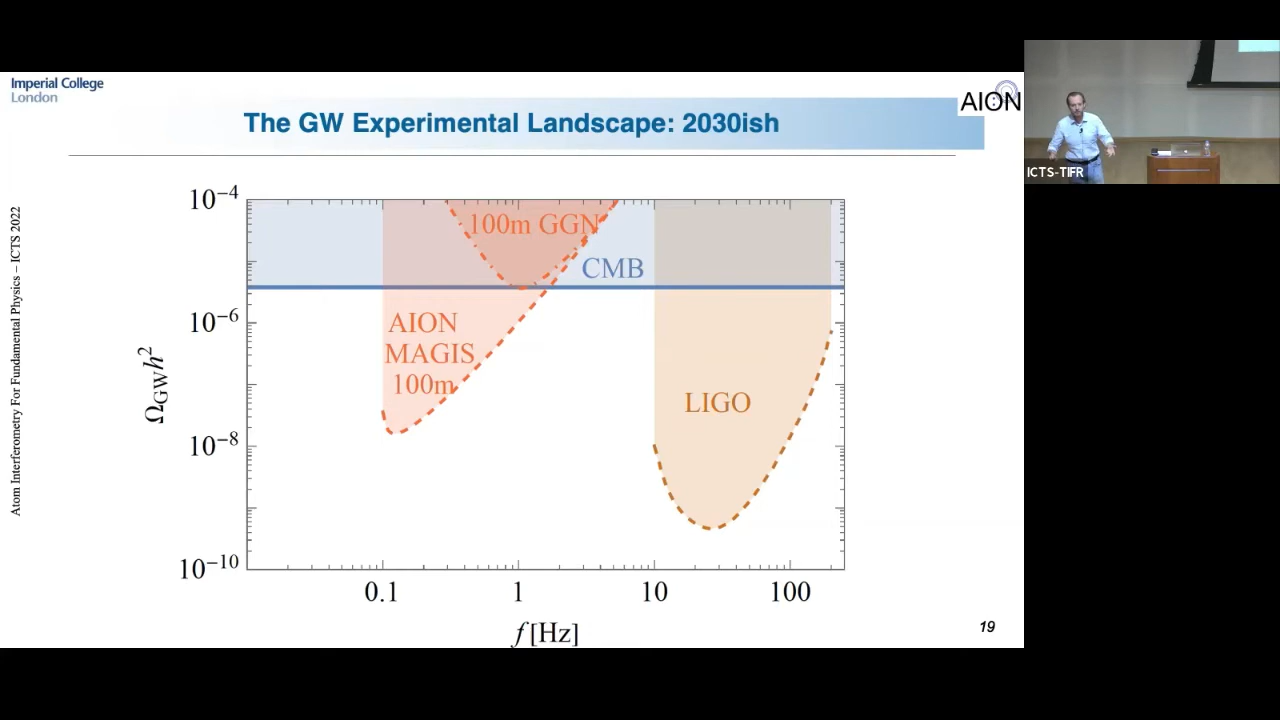 Imperial College
London
The GW Experimental Landscape: 2030ish
AION
ICTS-TIFR
Atom Interferometry For Fundamental Physics – ICTS 2022
Ω_GW h²
10⁻⁴
10⁻⁶
10⁻⁸
10⁻¹⁰
100m GGN
CMB
AION
MAGIS
100m
LIGO
0.1 1 10 100
f [Hz]
19